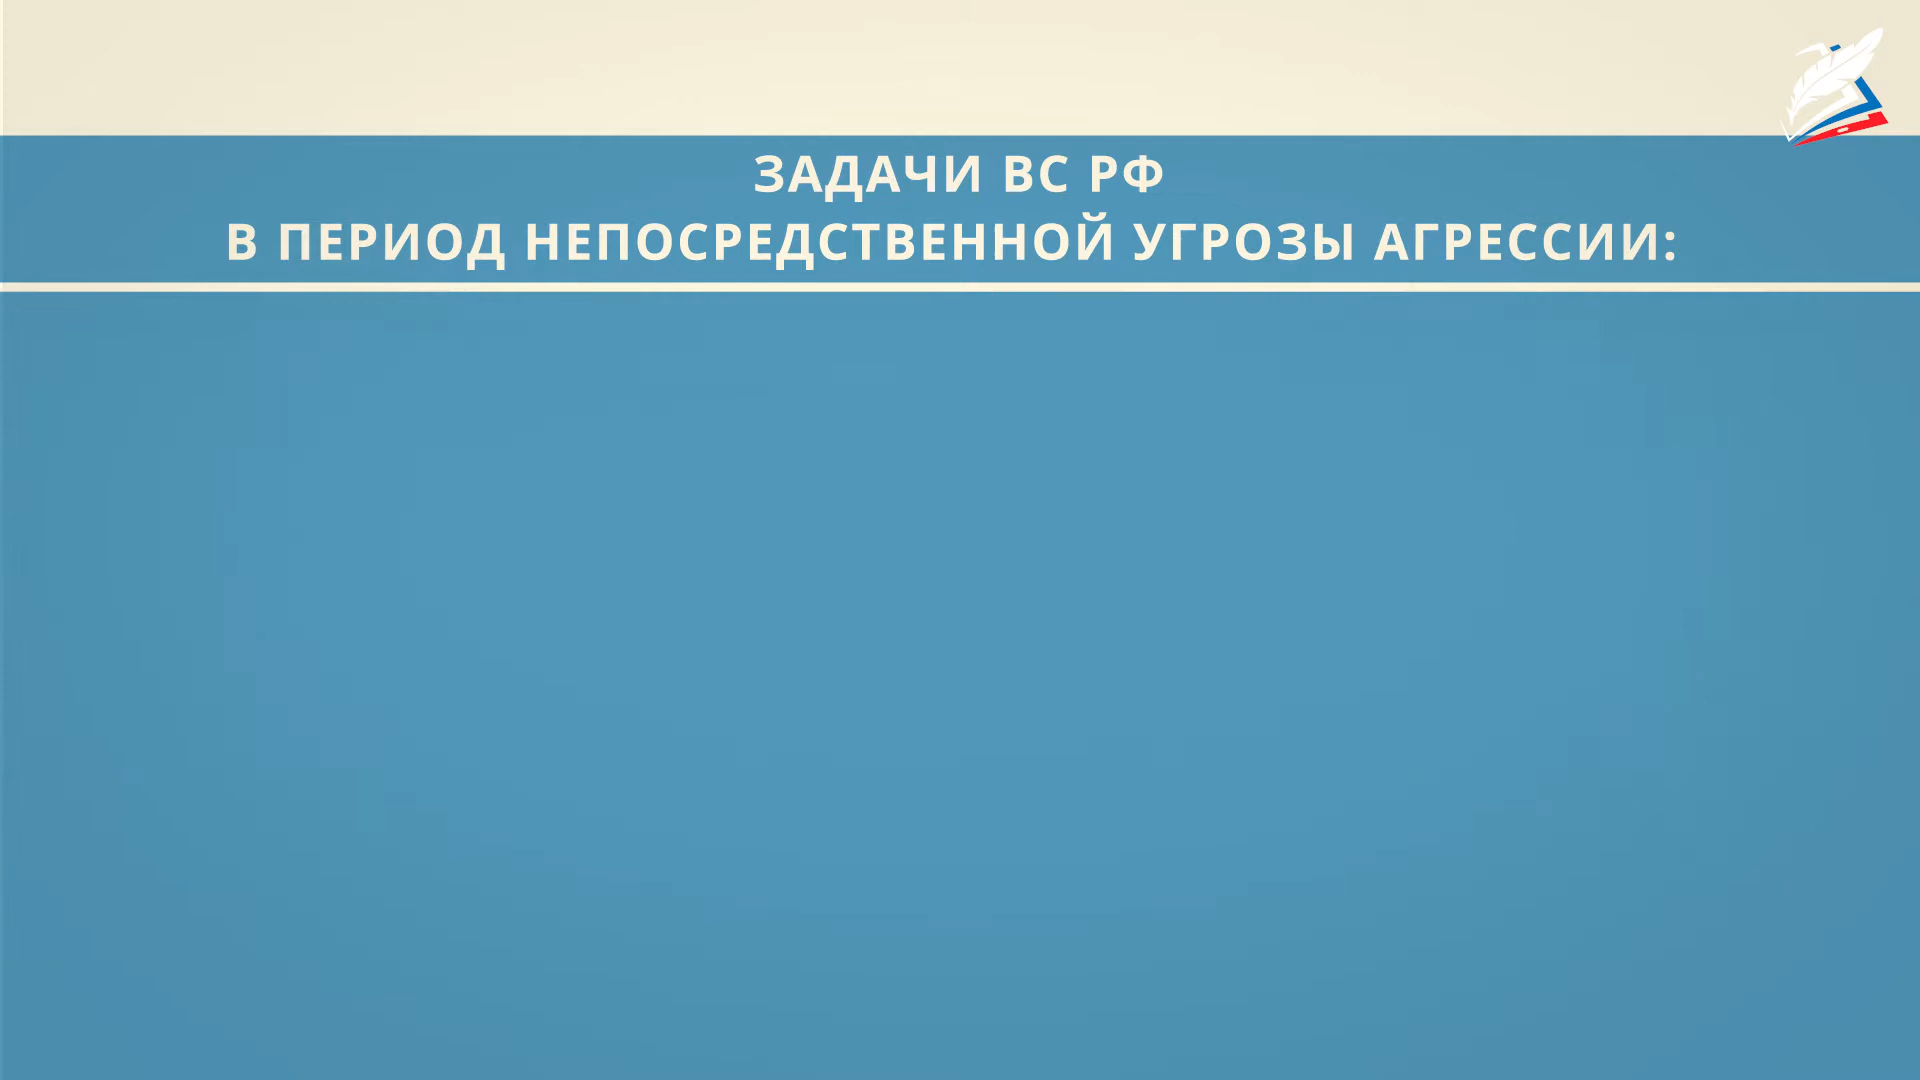 ЗАДАЧИ ВС РФ
В ПЕРИОД НЕПОСРЕДСТВЕННОЙ УГРОЗЫ АГРЕССИИ: